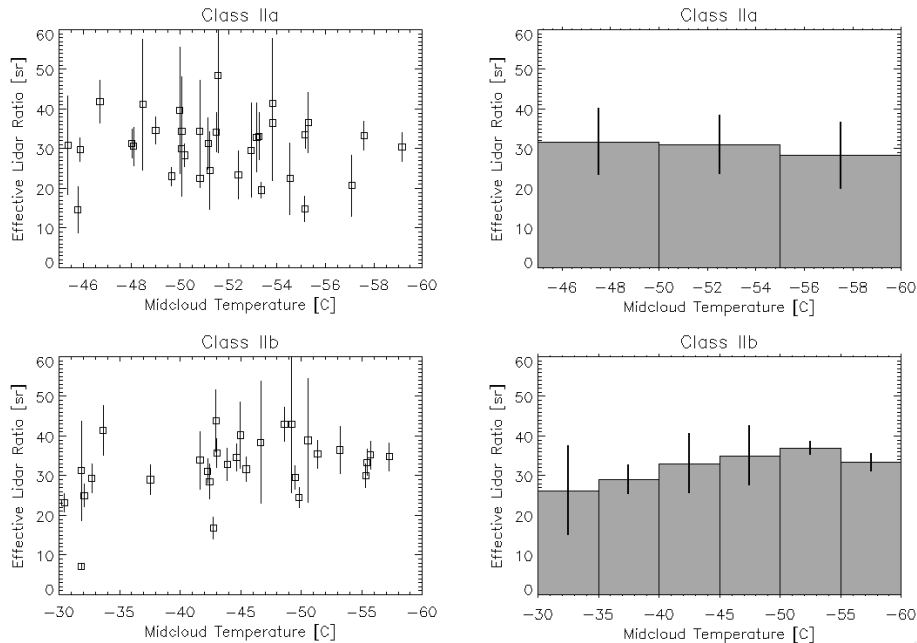 Class IIa
Effective Lidar Ratio [sr]
60
50
40
30
20
10
0
-46 -48 -50 -52 -54 -56 -58 -60
Midcloud Temperature [C]
Class IIa
Effective Lidar Ratio [sr]
60
50
40
30
20
10
0
-46 -48 -50 -52 -54 -56 -58 -60
Midcloud Temperature [C]
Class IIb
Effective Lidar Ratio [sr]
60
50
40
30
20
10
0
-30 -35 -40 -45 -50 -55 -60
Midcloud Temperature [C]
Class IIb
Effective Lidar Ratio [sr]
60
50
40
30
20
10
0
-30 -35 -40 -45 -50 -55 -60
Midcloud Temperature [C]